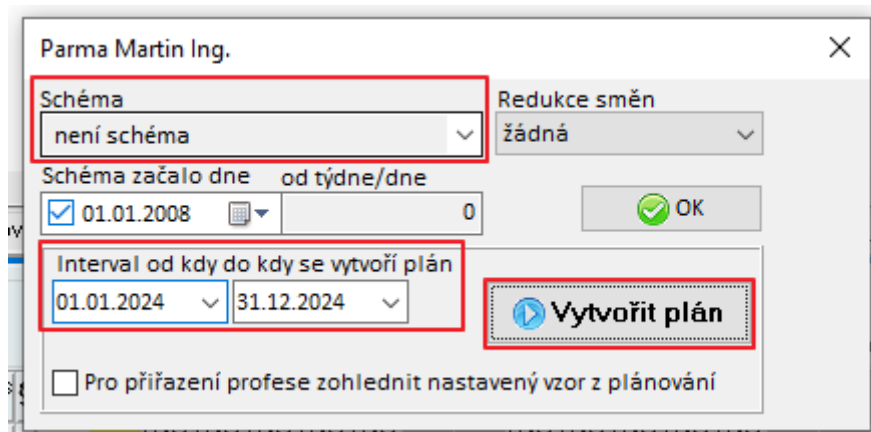 Parma Martin Ing.
Schéma
Redukce směn
není schéma
žádná
Schéma začalo dne
od týdne/dne
01.01.2008
0
OK
Interval od kdy do kdy se vytvoří plán
01.01.2024
31.12.2024
Vytvořit plán
Pro přiřazení profese zohlednit nastavený vzor z plánování